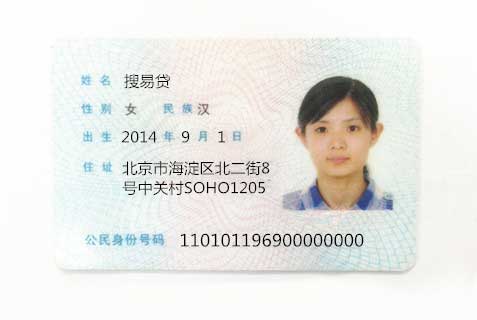 姓名 搜易贷
性别 女 民族 汉
出生 2014 年 9 月 1 日
住址 北京市海淀区北二街8
号中关村SOHO1205
公民身份号码 110101196900000000